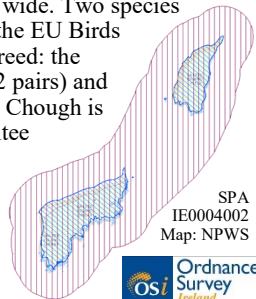 wide. Two species
the EU Birds
reed: the
2 pairs) and
Chough is
tee
SPA
IE0004002
Map: NPWS
osi Ordnance
Survey
Ireland